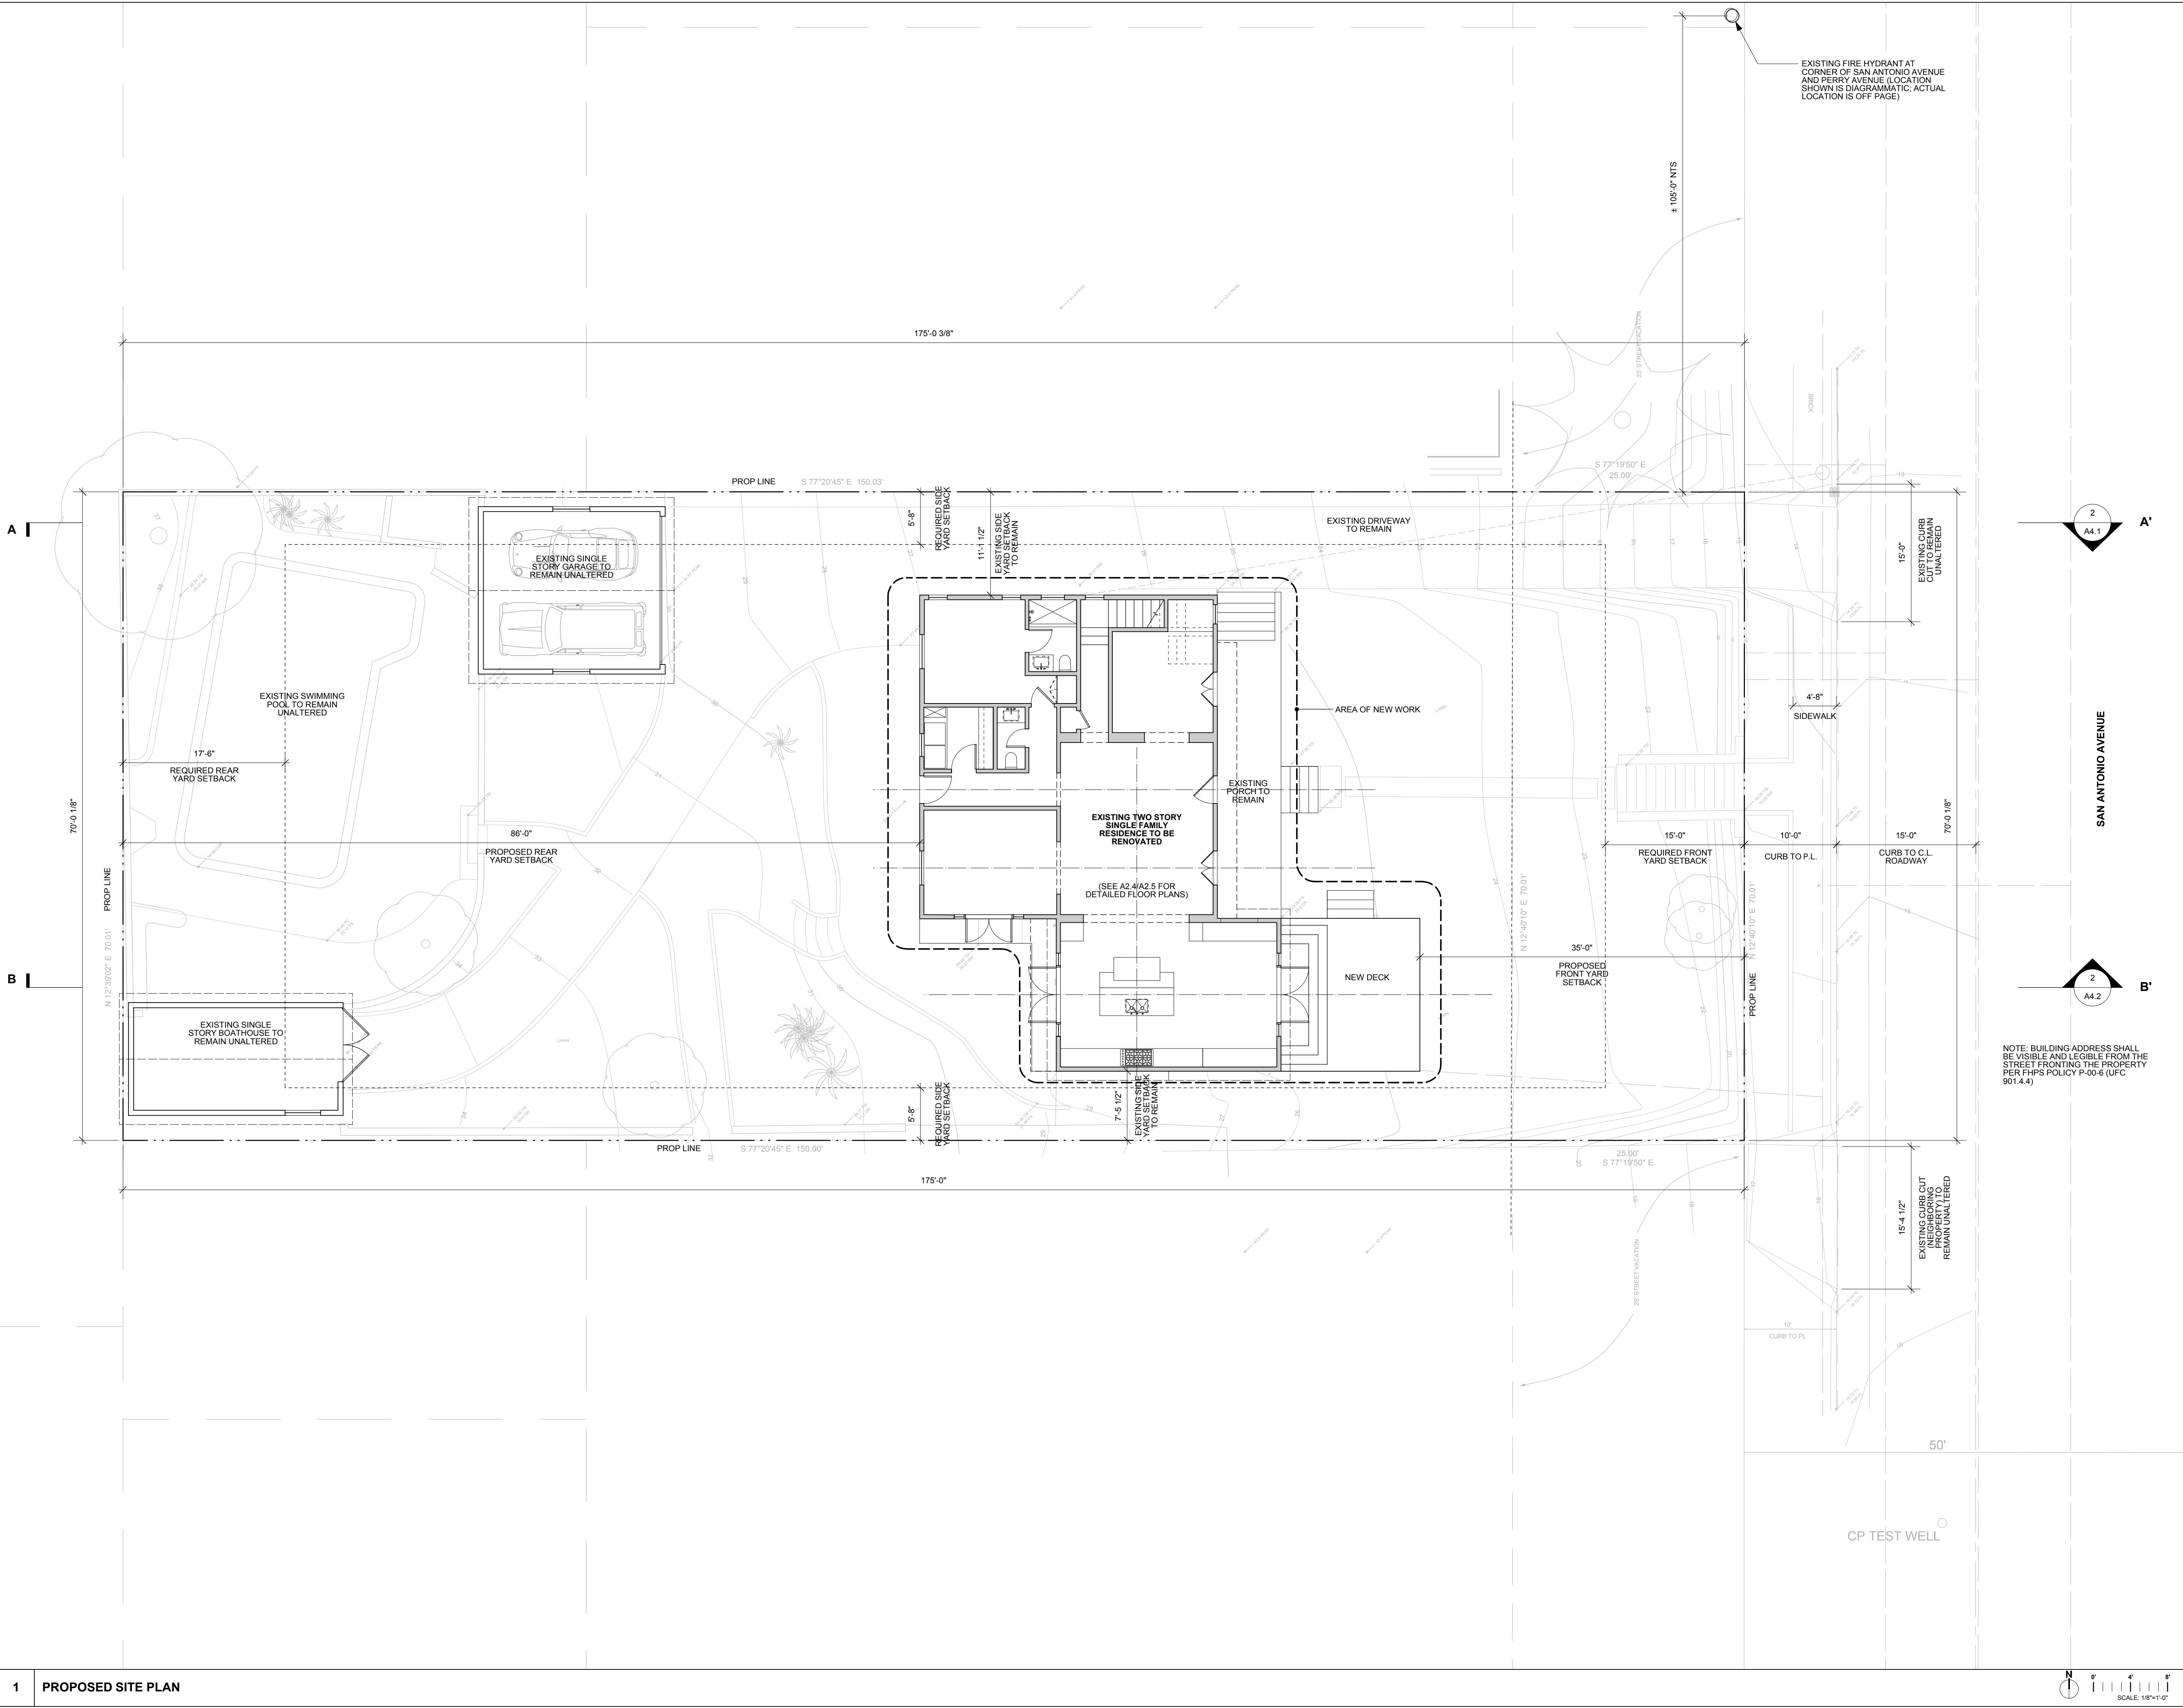 EXISTING FIRE HYDRANT AT
CORNER OF SAN ANTONIO AVENUE
AND PERRY AVENUE (LOCATION
SHOWN IS DIAGRAMMATIC; ACTUAL
LOCATION IS OFF PAGE)
± 105'-0" NTS
175'-0 3/8"
25' STREET VACATION
BRICK
S 77°19'50" E
25.00'
PROP LINE
S 77°20'45" E 150.03'
A
5'-8"
REQUIRED SIDE
YARD SETBACK
11'-1 1/2"
EXISTING SIDE
YARD SETBACK
TO REMAIN
EXISTING DRIVEWAY
TO REMAIN
15'-0"
EXISTING CURB
CUT TO REMAIN
UNALTERED
2
A4.1
A'
EXISTING SINGLE
STORY GARAGE TO
REMAIN UNALTERED
EXISTING SWIMMING
POOL TO REMAIN
UNALTERED
AREA OF NEW WORK
4'-8"
SIDEWALK
SAN ANTONIO AVENUE
17'-6"
REQUIRED REAR
YARD SETBACK
70'-0 1/8"
EXISTING
PORCH TO
REMAIN
EXISTING TWO STORY
SINGLE FAMILY
RESIDENCE TO BE
RENOVATED
(SEE A2.4/A2.5 FOR
DETAILED FLOOR PLANS)
86'-0"
PROPOSED REAR
YARD SETBACK
15'-0"
REQUIRED FRONT
YARD SETBACK
10'-0"
CURB TO P.L.
15'-0"
CURB TO C.L.
ROADWAY
70'-0 1/8"
PROP LINE
N 12°39'02" E 70.01'
N 12°40'10" E 70.01'
N 12°40'10" E 70.01'
PROP LINE
B
NEW DECK
35'-0"
PROPOSED
FRONT YARD
SETBACK
2
A4.2
B'
EXISTING SINGLE
STORY BOATHOUSE TO
REMAIN UNALTERED
LAWN
NOTE: BUILDING ADDRESS SHALL
BE VISIBLE AND LEGIBLE FROM THE
STREET FRONTING THE PROPERTY
PER FHPS POLICY P-00-6 (UFC
901.4.4)
5'-8"
REQUIRED SIDE
YARD SETBACK
7'-5 1/2"
EXISTING SIDE
YARD SETBACK
TO REMAIN
PROP LINE
S 77°20'45" E 150.00'
25.00'
S 77°19'50" E
175'-0"
15'-4 1/2"
EXISTING CURB CUT
(NEIGHBORING
PROPERTY) TO
REMAIN UNALTERED
25' STREET VACATION
10'
CURB TO PL
50'
CP TEST WELL
1
PROPOSED SITE PLAN
N
0' 4' 8'
SCALE: 1/8"=1'-0"